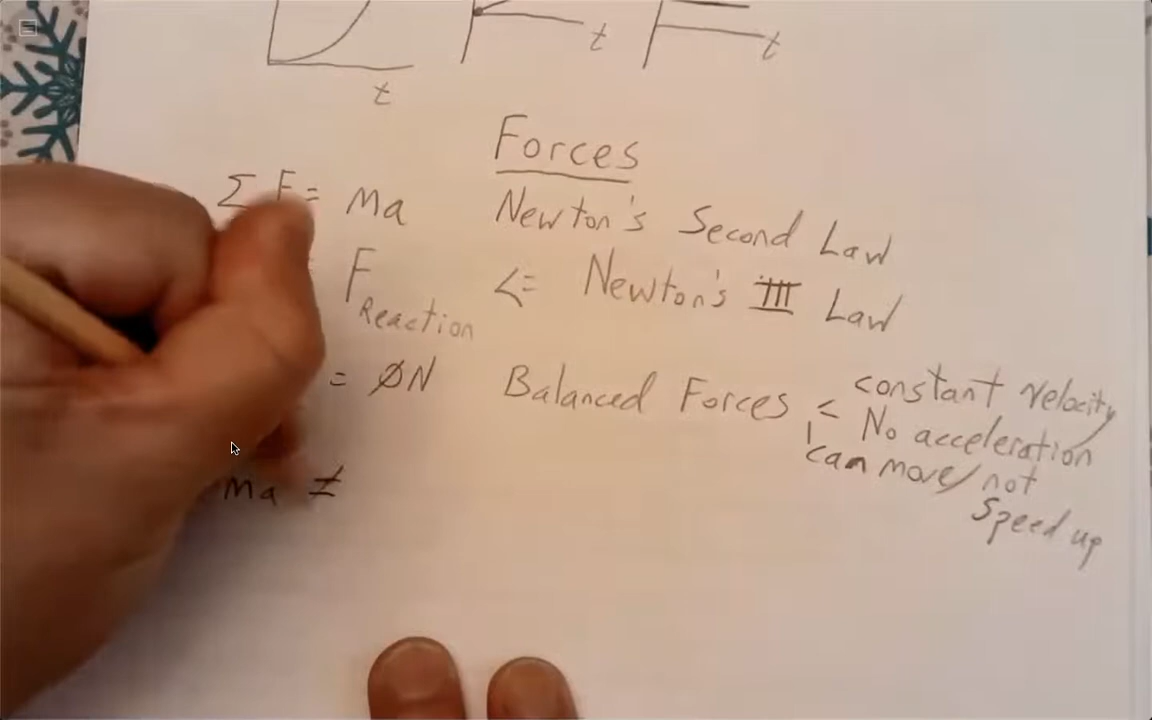 t
t
t
Forces
Σ F = ma Newton's Second Law
F Reaction <= Newton's III Law
= ØN Balanced Forces < constant velocity
No acceleration
can move/not
speed up
ma ≠